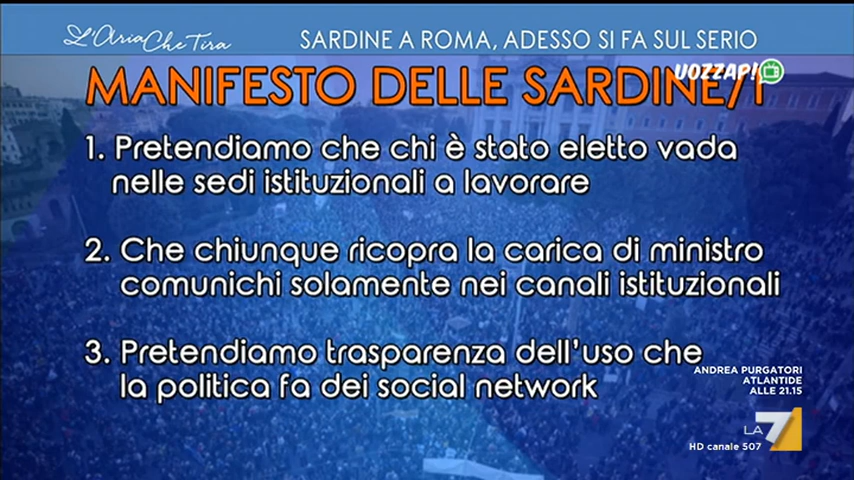 L'Aria Che Tira
SARDINE A ROMA, ADESSO SI FA SUL SERIO
VOZZAP!
MANIFESTO DELLE SARDINE/1
1. Pretendiamo che chi è stato eletto vada
nelle sedi istituzionali a lavorare
2. Che chiunque ricopra la carica di ministro
comunichi solamente nei canali istituzionali
3. Pretendiamo trasparenza dell'uso che
la politica fa dei social network
ANDREA PURGATORI
ATLANTIDE
ALLE 21.15
LA 7
HD canale 507